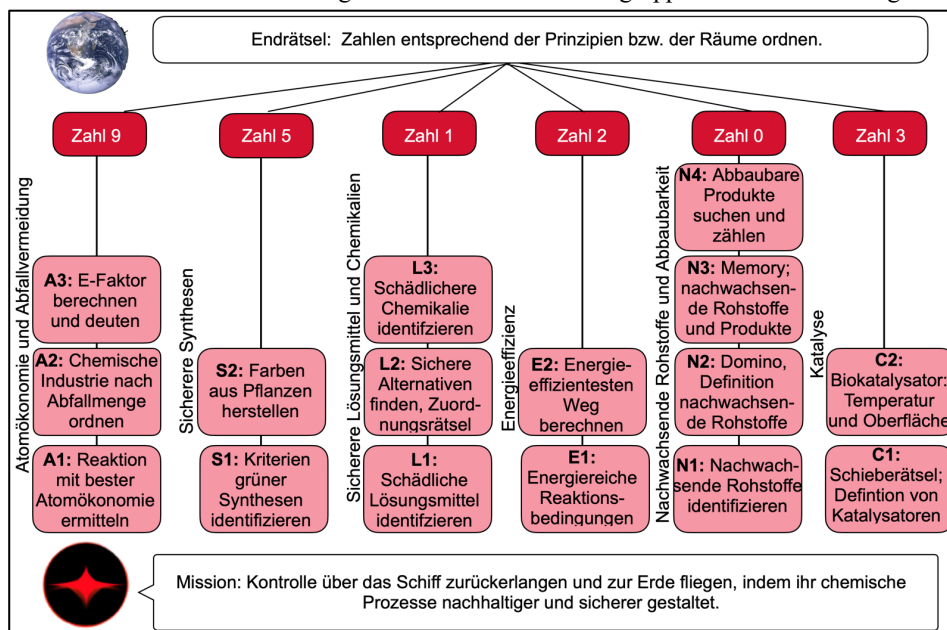 Endrätsel: Zahlen entsprechend der Prinzipien bzw. der Räume ordnen.
Zahl 9
Zahl 5
Zahl 1
Zahl 2
Zahl 0
Zahl 3
Atomökonomie und Abfallvermeidung
A3: E-Faktor
berechnen
und deuten
A2: Chemische
Industrie nach
Abfallmenge
ordnen
A1: Reaktion
mit bester
Atomökonomie
ermitteln
Sicherere Synthesen
S2: Farben
aus Pflanzen
herstellen
S1: Kriterien
grüner
Synthesen
identifizieren
Sicherere Lösungsmittel und Chemikalien
L3:
Schädlichere
Chemikalie
identifzieren
L2: Sichere
Alternativen
finden, Zuord-
nungsrätsel
L1:
Schädliche
Lösungsmittel
identifzieren
Energieeffizienz
E2: Energie-
effizientesten
Weg
berechnen
E1:
Energiereiche
Reaktions-
bedingungen
Nachwachsende Rohstoffe und Abbaubarkeit
N4: Abbaubare
Produkte
suchen und
zählen
N3: Memory;
nachwachsen-
de Rohstoffe
und Produkte
N2: Domino,
Definition
nachwachsen-
de Rohstoffe
N1: Nachwach-
sende Rohstoffe
identifizieren
Katalyse
C2:
Biokatalysator:
Temperatur
und Oberfläche
C1:
Schieberätsel;
Defintion von
Katalysatoren
Mission: Kontrolle über das Schiff zurückerlangen und zur Erde fliegen, indem ihr chemische
Prozesse nachhaltiger und sicherer gestaltet.